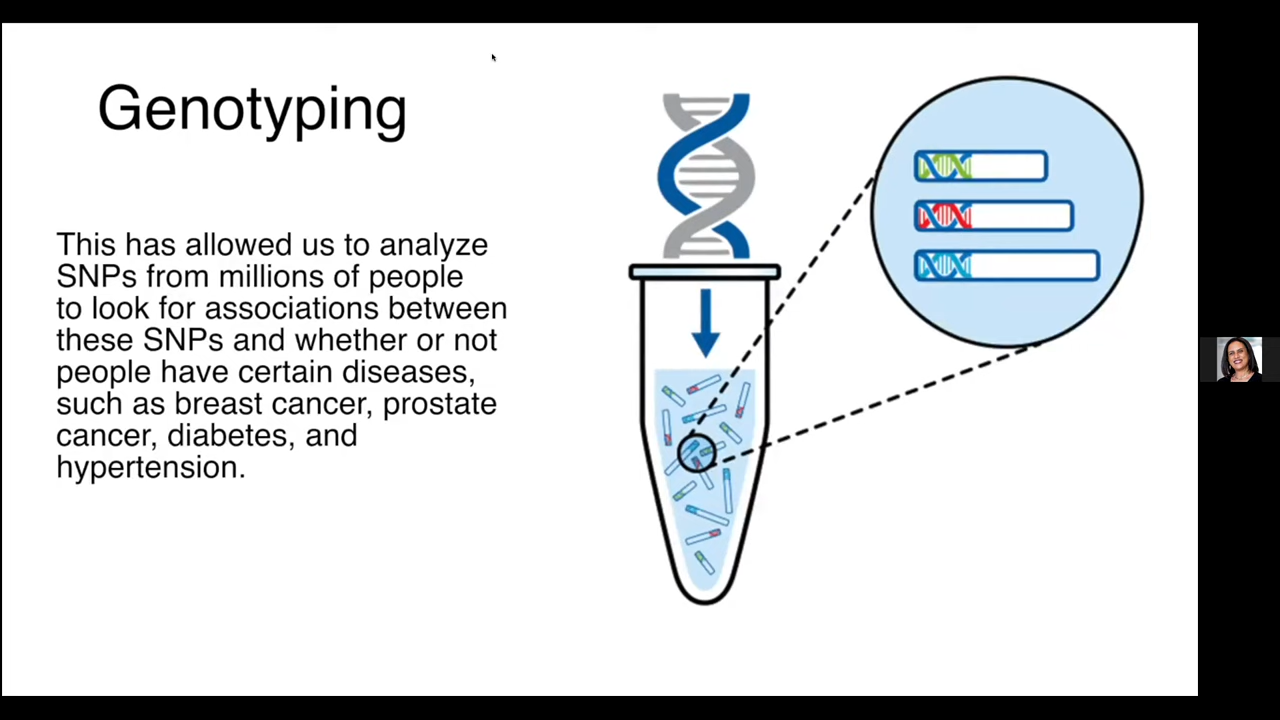 Genotyping
This has allowed us to analyze
SNPs from millions of people
to look for associations between
these SNPs and whether or not
people have certain diseases,
such as breast cancer, prostate
cancer, diabetes, and
hypertension.